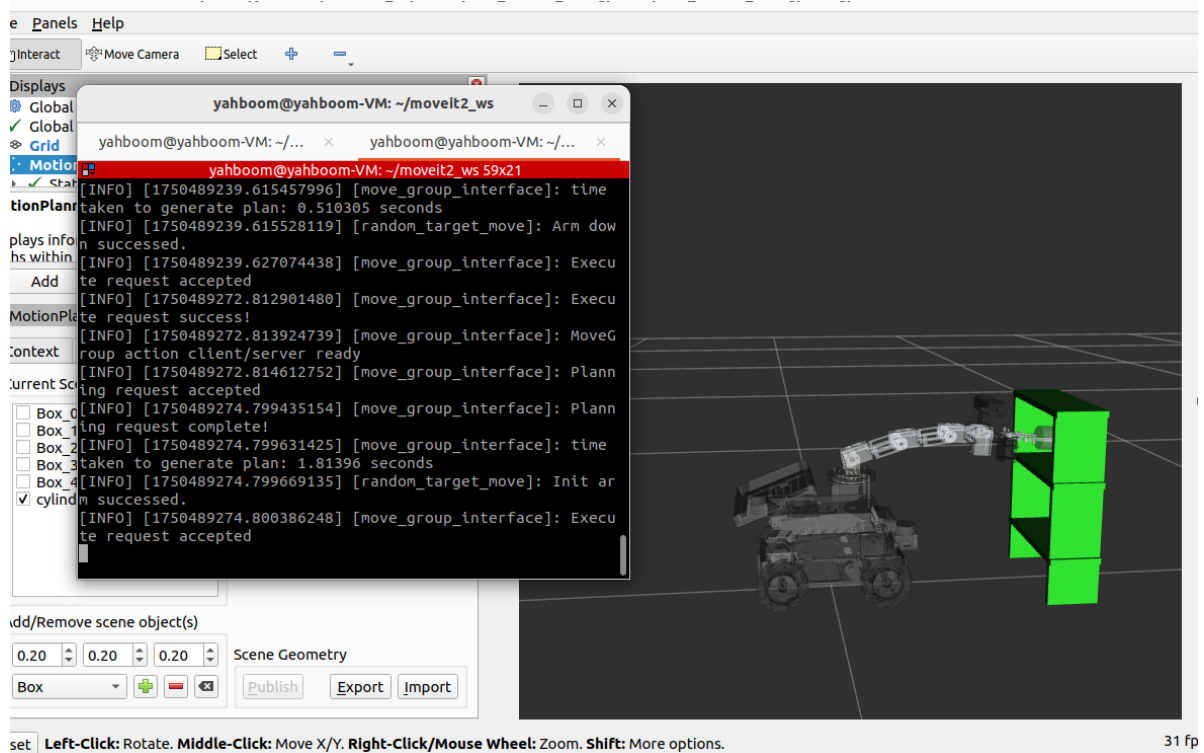 e Panels Help
Interact Move Camera Select
Displays
Global
Global
Grid
Motion
Stat
tionPlann
plays info
hs within
Add
MotionPla
Context
Current Sc
Box_0
Box_1
Box_2
Box_3
Box_4
cylind
yahboom@yahboom-VM: ~/moveit2_ws
yahboom@yahboom-VM: ~/... yahboom@yahboom-VM: ~/...
yahboom@yahboom-VM: ~/moveit2_ws 59x21
[INFO] [1750489239.615457996] [move_group_interface]: time
taken to generate plan: 0.510305 seconds
[INFO] [1750489239.615528119] [random_target_move]: Arm dow
n successed.
[INFO] [1750489239.627074438] [move_group_interface]: Execu
te request accepted
[INFO] [1750489272.812901480] [move_group_interface]: Execu
te request success!
[INFO] [1750489272.813924739] [move_group_interface]: MoveG
roup action client/server ready
[INFO] [1750489272.814612752] [move_group_interface]: Plann
ing request accepted
[INFO] [1750489274.799435154] [move_group_interface]: Plann
ing request complete!
[INFO] [1750489274.799631425] [move_group_interface]: time
taken to generate plan: 1.81396 seconds
[INFO] [1750489274.799669135] [random_target_move]: Init ar
m successed.
[INFO] [1750489274.800386248] [move_group_interface]: Execu
te request accepted
Add/Remove scene object(s)
0.20 0.20 0.20
Box
Scene Geometry
Publish Export Import
set Left-Click: Rotate. Middle-Click: Move X/Y. Right-Click/Mouse Wheel: Zoom. Shift: More options. 31 fp